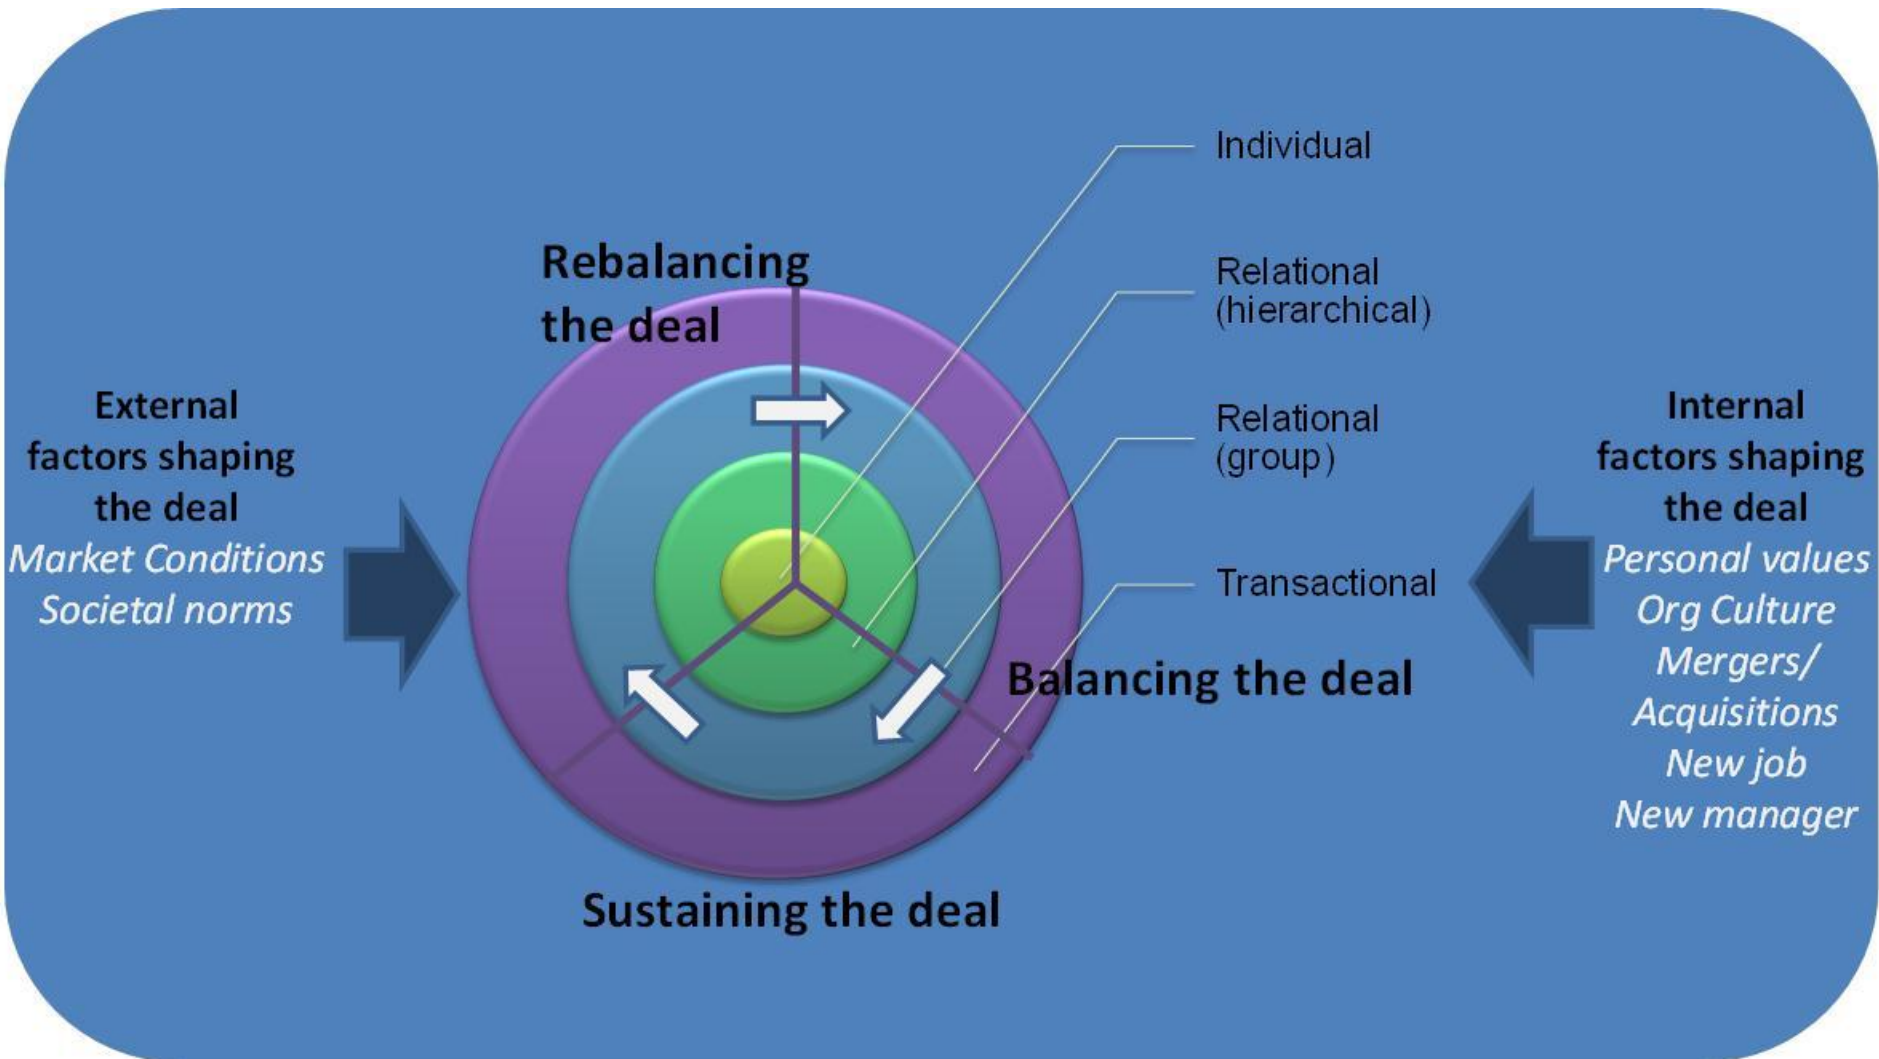 Individual
Relational
(hierarchical)
Relational
(group)
Transactional
Rebalancing
the deal
Balancing the deal
Sustaining the deal
External
factors shaping
the deal
Market Conditions
Societal norms
Internal
factors shaping
the deal
Personal values
Org Culture
Mergers/
Acquisitions
New job
New manager